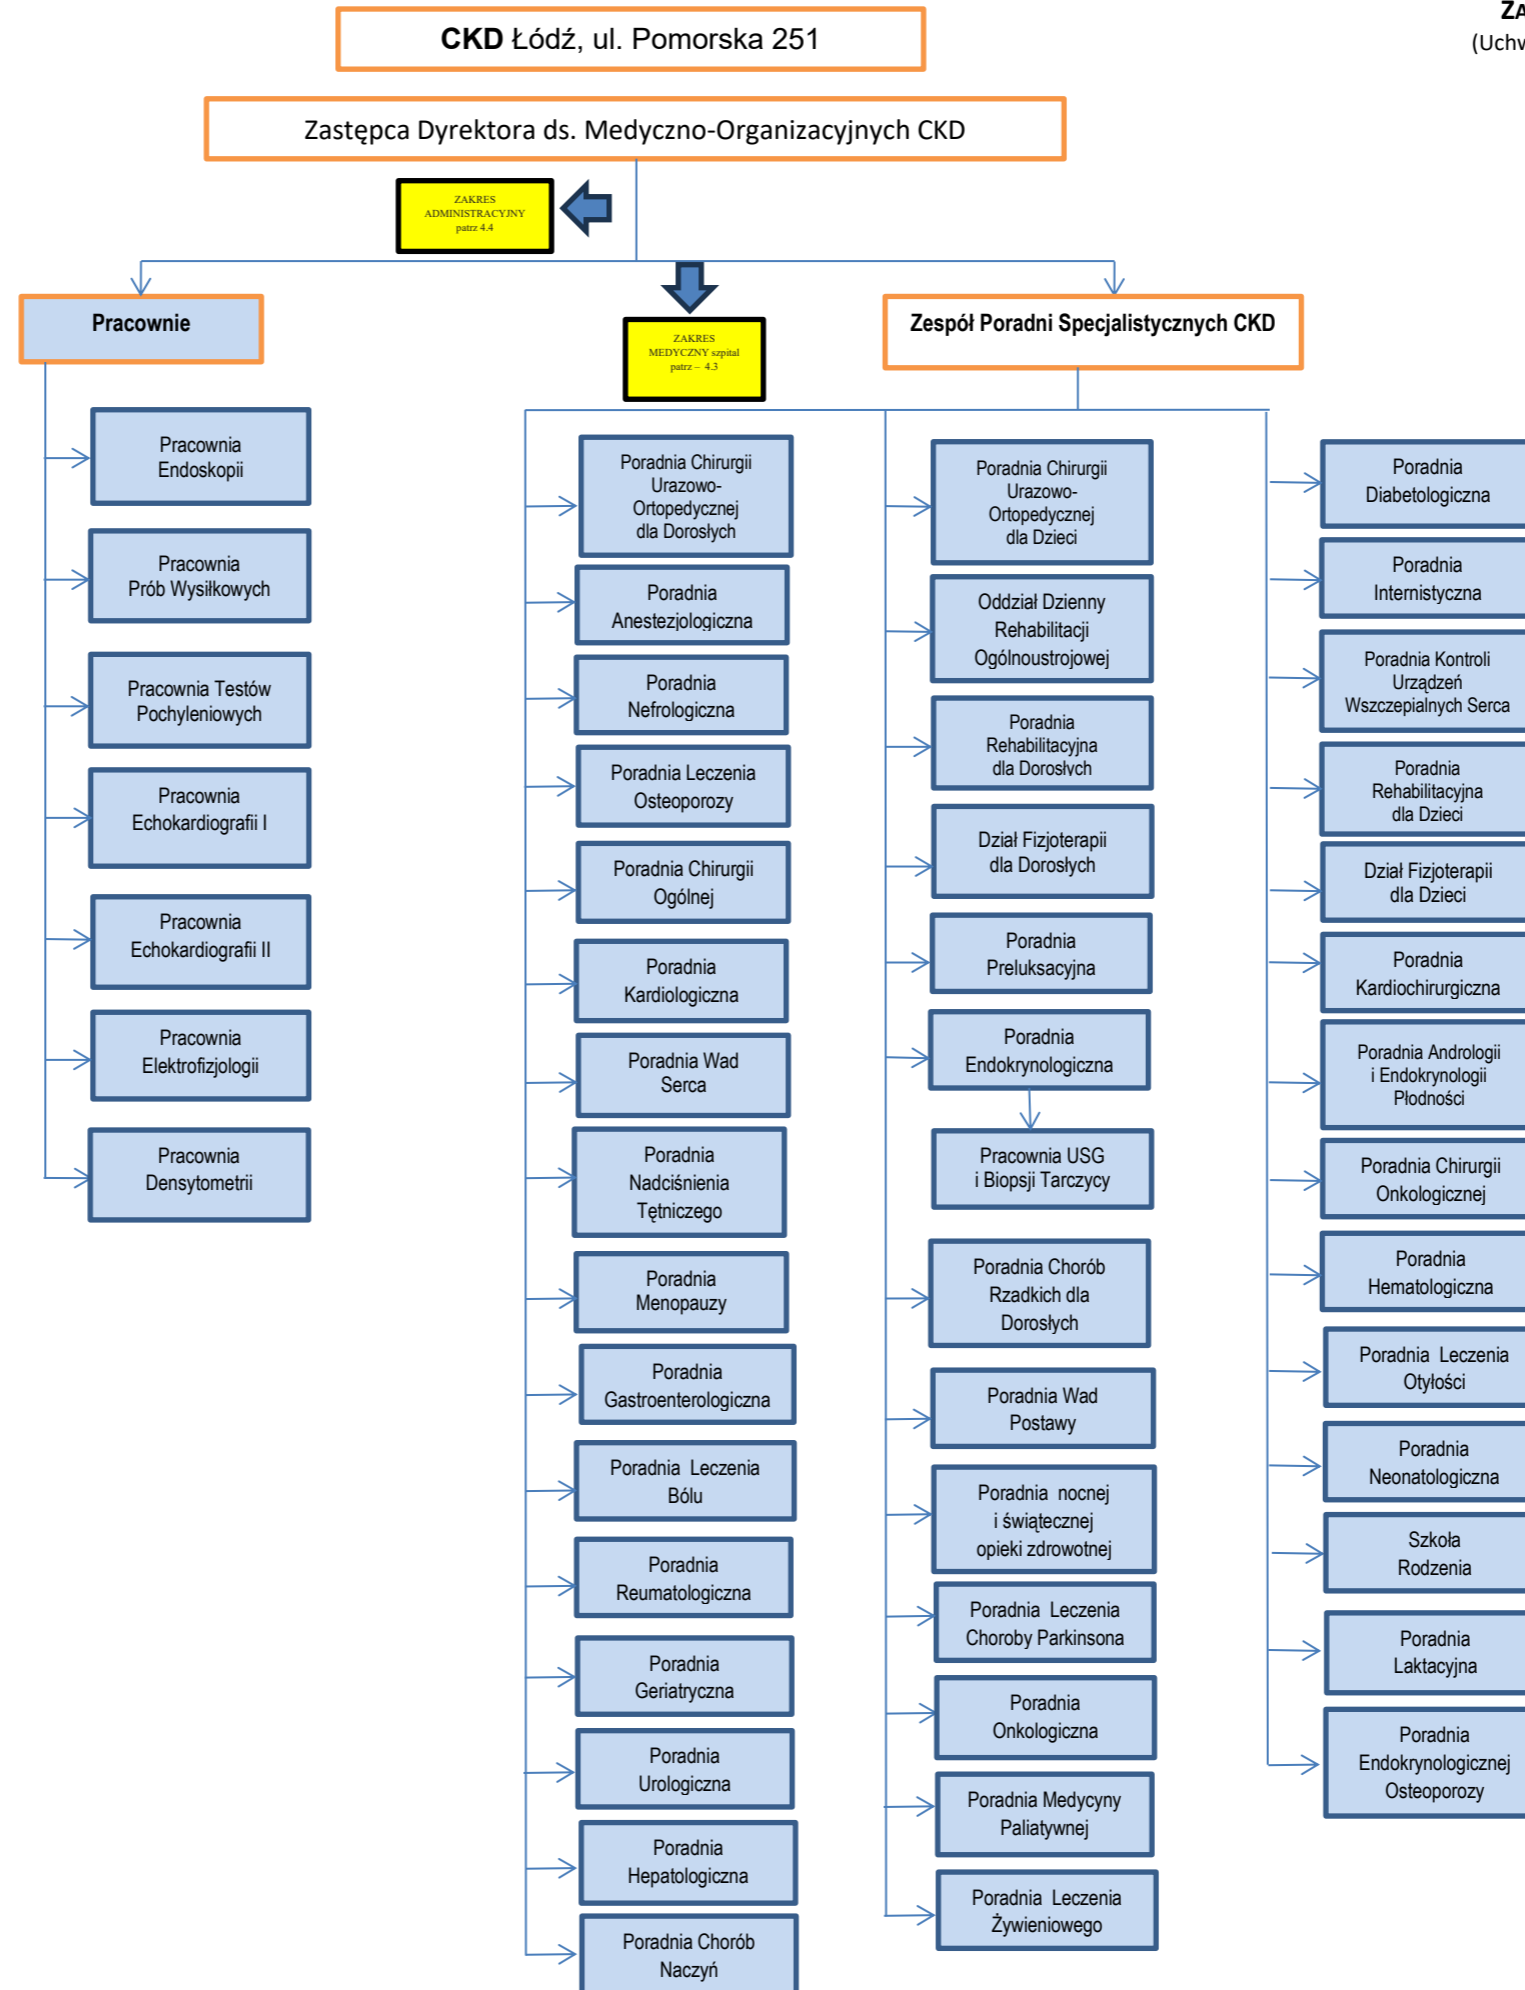 ZA
(Uchw
CKD Łódź, ul. Pomorska 251
Zastępca Dyrektora ds. Medyczno-Organizacyjnych CKD
ZAKRES
ADMINISTRACYJNY
patrz 4.4
Pracownie
ZAKRES
MEDYCZNY szpital
patrz – 4.3
Zespół Poradni Specjalistycznych CKD
Pracownia
Endoskopii
Pracownia
Prób Wysiłkowych
Pracownia Testów
Pochyleniowych
Pracownia
Echokardiografii I
Pracownia
Echokardiografii II
Pracownia
Elektrofizjologii
Pracownia
Densytometrii
Poradnia Chirurgii
Urazowo-
Ortopedycznej
dla Dorosłych
Poradnia
Anestezjologiczna
Poradnia
Nefrologiczna
Poradnia Leczenia
Osteoporozy
Poradnia Chirurgii
Ogólnej
Poradnia
Kardiologiczna
Poradnia Wad
Serca
Poradnia
Nadciśnienia
Tętniczego
Poradnia
Menopauzy
Poradnia
Gastroenterologiczna
Poradnia Leczenia
Bólu
Poradnia
Reumatologiczna
Poradnia
Geriatryczna
Poradnia
Urologiczna
Poradnia
Hepatologiczna
Poradnia Chorób
Naczyń
Poradnia Chirurgii
Urazowo-
Ortopedycznej
dla Dzieci
Oddział Dzienny
Rehabilitacji
Ogólnoustrojowej
Poradnia
Rehabilitacyjna
dla Dorosłych
Dział Fizjoterapii
dla Dorosłych
Poradnia
Preluksacyjna
Poradnia
Endokrynologiczna
Pracownia USG
i Biopsji Tarczycy
Poradnia Chorób
Rzadkich dla
Dorosłych
Poradnia Wad
Postawy
Poradnia nocnej
i świątecznej
opieki zdrowotnej
Poradnia Leczenia
Choroby Parkinsona
Poradnia
Onkologiczna
Poradnia Medycyny
Paliatywnej
Poradnia Leczenia
Żywieniowego
Poradnia
Diabetologiczna
Poradnia
Internistyczna
Poradnia Kontroli
Urządzeń
Wszczepialnych Serca
Poradnia
Rehabilitacyjna
dla Dzieci
Dział Fizjoterapii
dla Dzieci
Poradnia
Kardiochirurgiczna
Poradnia Andrologii
i Endokrynologii
Płodności
Poradnia Chirurgii
Onkologicznej
Poradnia
Hematologiczna
Poradnia Leczenia
Otyłości
Poradnia
Neonatologiczna
Szkoła
Rodzenia
Poradnia
Laktacyjna
Poradnia
Endokrynologicznej
Osteoporozy